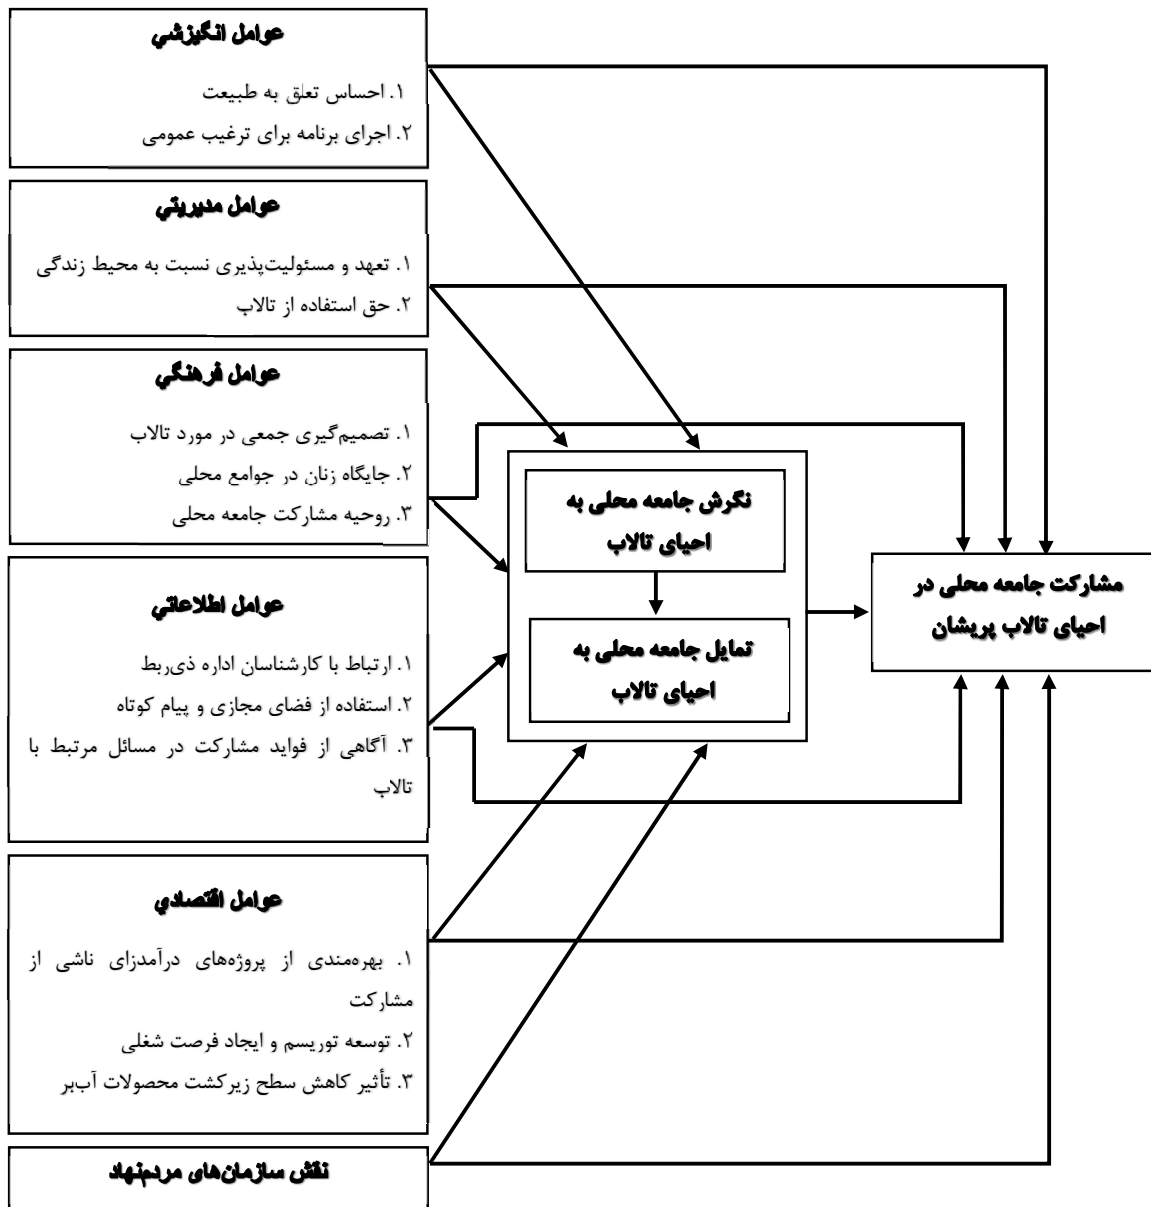 عوامل انگيزشي
۱. احساس تعلق به طبیعت
۲. اجرای برنامه برای ترغیب عمومی
عوامل مديريتي
۱. تعهد و مسئولیت‌پذیری نسبت به محیط زندگی
۲. حق استفاده از تالاب
عوامل فرهنگي
۱. تصمیم‌گیری جمعی در مورد تالاب
۲. جایگاه زنان در جوامع محلی
۳. روحیه مشارکت جامعه محلی
عوامل اطلاعاتي
۱. ارتباط با کارشناسان اداره ذی‌ربط
۲. استفاده از فضای مجازی و پیام کوتاه
۳. آگاهی از فواید مشارکت در مسائل مرتبط با
تالاب
عوامل اقتصادي
۱. بهره‌مندی از پروژه‌های درآمدزای ناشی از
مشارکت
۲. توسعه توریسم و ایجاد فرصت شغلی
۳. تأثیر کاهش سطح زیرکشت محصولات آب‌بر
نقش سازمان‌های مردم‌نهاد
نگرش جامعه محلی به
احیای تالاب
تمایل جامعه محلی به
احیای تالاب
مشارکت جامعه محلی در
احیای تالاب پریشان